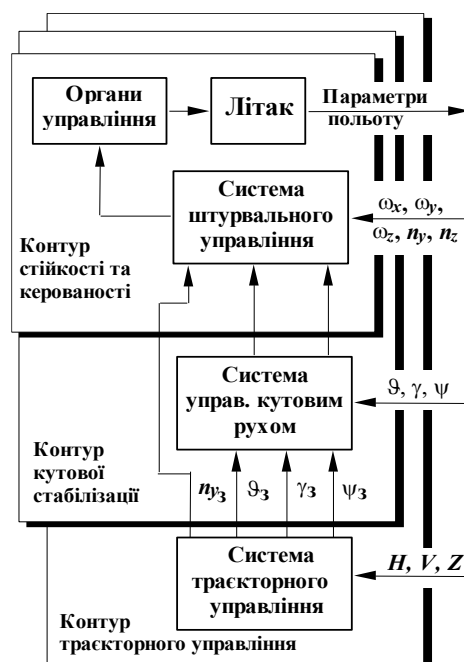 Органи
управління
Літак
Параметри
польоту
Система
штурвального
управління
ωx, ωy,
ωz, ny, nz
Контур
стійкості та
керованості
Система
управ. кутовим
рухом
ϑ, γ, ψ
Контур
кутової
стабілізації
nyз ϑз γз ψз
Система
траєкторного
управління
H, V, Z
Контур
траєкторного управління